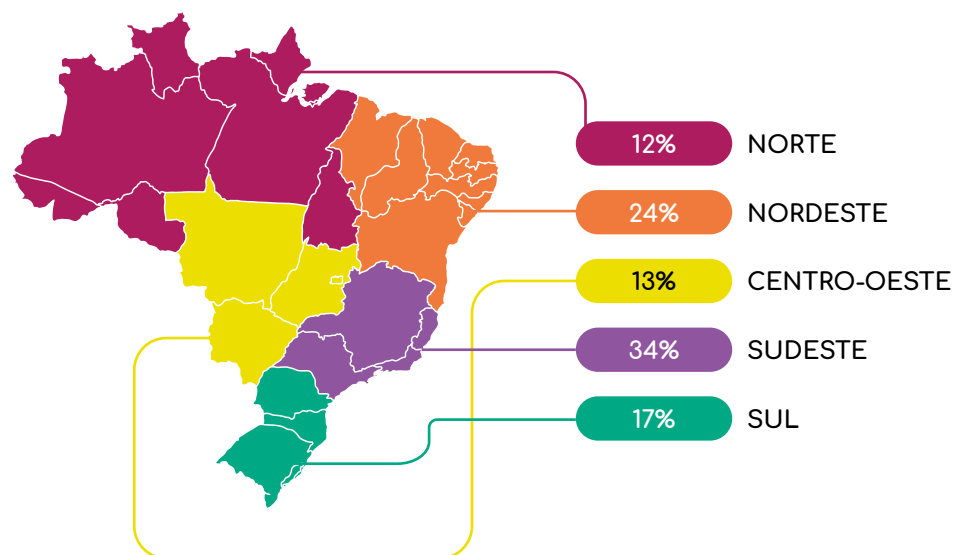 12% NORTE
24% NORDESTE
13% CENTRO-OESTE
34% SUDESTE
17% SUL